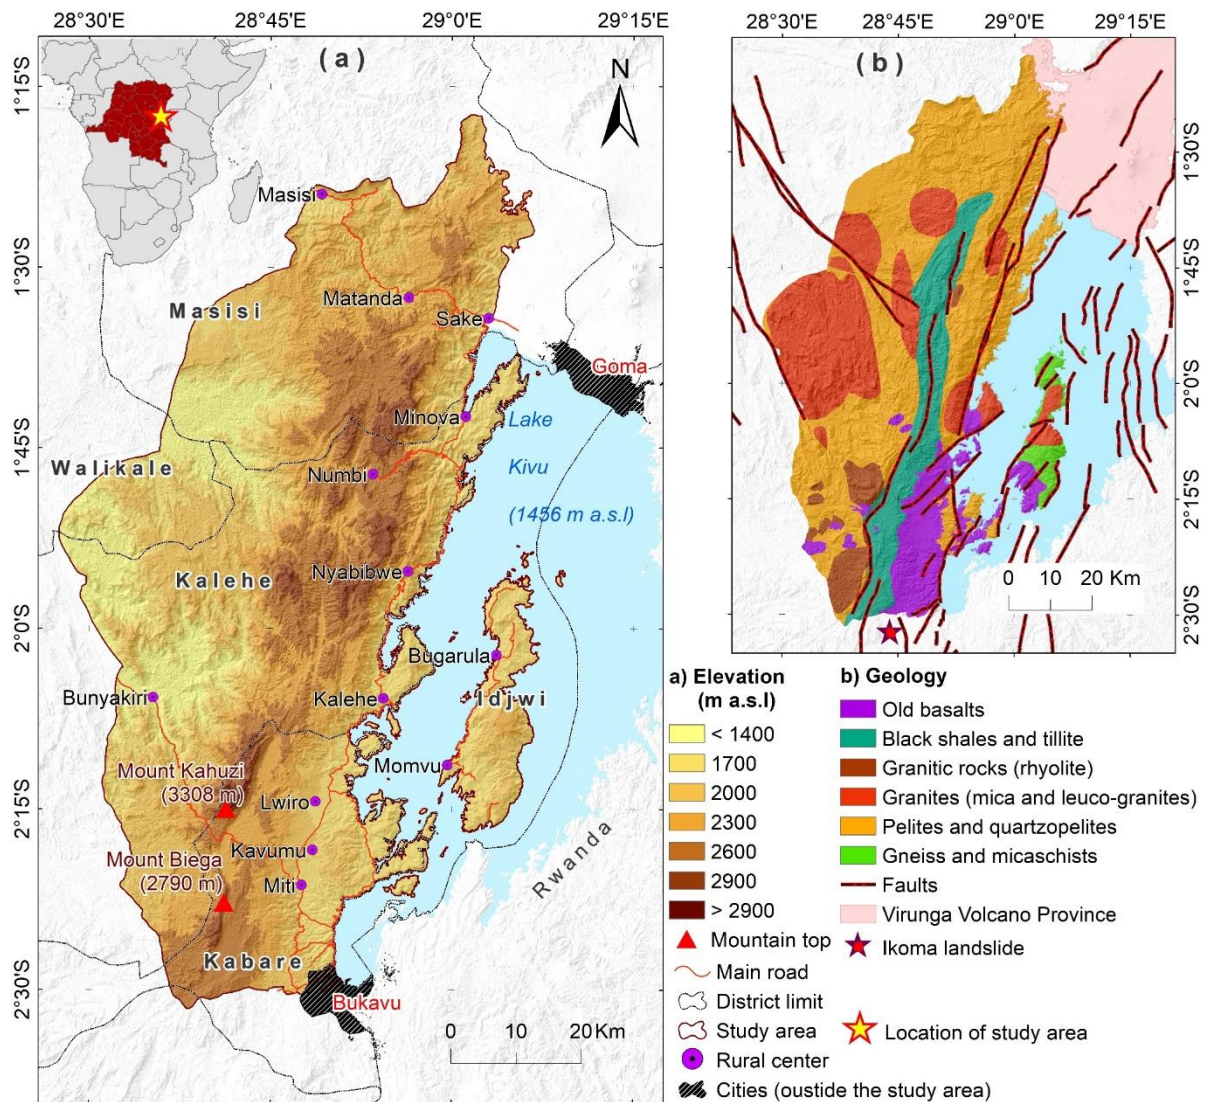 28°30'E 28°45'E 29°0'E 29°15'E
( a )
N
1°15'S
1°30'S
1°45'S
2°0'S
2°15'S
2°30'S
Masisi
Matanda
Masisi
Sake
Goma
Minova
Lake
Kivu
(1456 m a.s.l)
Walikale
Numbi
Kalehe
Nyabibwe
Bugarula
Bunyakiri
Kalehe
Idjwi
Mount Kahuzi
(3308 m)
Momvu
Lwiro
Mount Biega
(2790 m)
Kavumu
Miti
Rwanda
Kabare
Bukavu
0 10 20 Km
28°30'E 28°45'E 29°0'E 29°15'E
( b )
1°30'S
1°45'S
2°0'S
2°15'S
2°30'S
0 10 20 Km
a) Elevation
(m a.s.l)
< 1400
1700
2000
2300
2600
2900
> 2900
Mountain top
Main road
District limit
Study area
Rural center
Cities (oustide the study area)
b) Geology
Old basalts
Black shales and tillite
Granitic rocks (rhyolite)
Granites (mica and leuco-granites)
Pelites and quartzopelites
Gneiss and micaschists
Faults
Virunga Volcano Province
Ikoma landslide
Location of study area